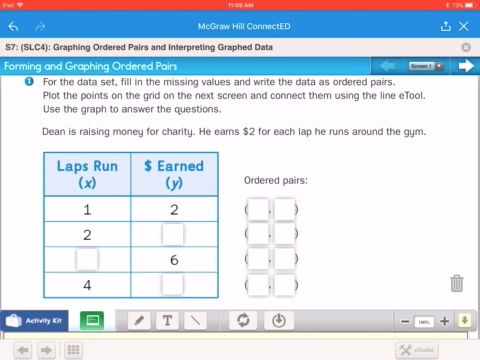 iPad
11:09 AM
73%
McGraw Hill ConnectED
S7: (SLC4): Graphing Ordered Pairs and Interpreting Graphed Data
Forming and Graphing Ordered Pairs
Screen 1
1 For the data set, fill in the missing values and write the data as ordered pairs.
Plot the points on the grid on the next screen and connect them using the line eTool.
Use the graph to answer the questions.
Dean is raising money for charity. He earns $2 for each lap he runs around the gym.
Laps Run (x) $ Earned (y)
1 2
2
6
4
Ordered pairs:
( , )
( , )
( , )
( , )
Activity Kit
T
100%
eToolkit